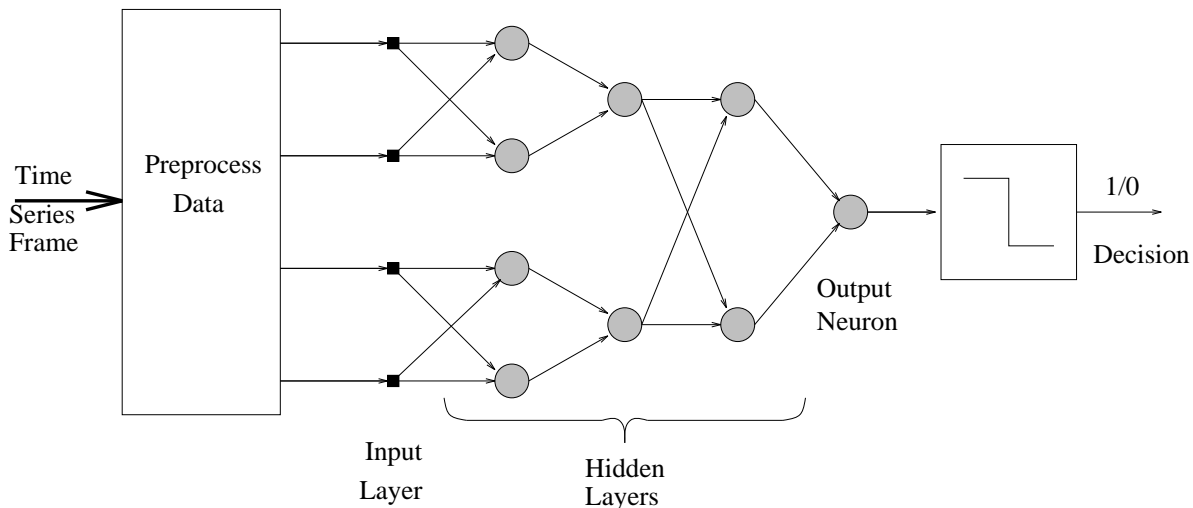 Time
Series
Frame
Preprocess
Data
Input
Layer
Hidden
Layers
Output
Neuron
1/0
Decision